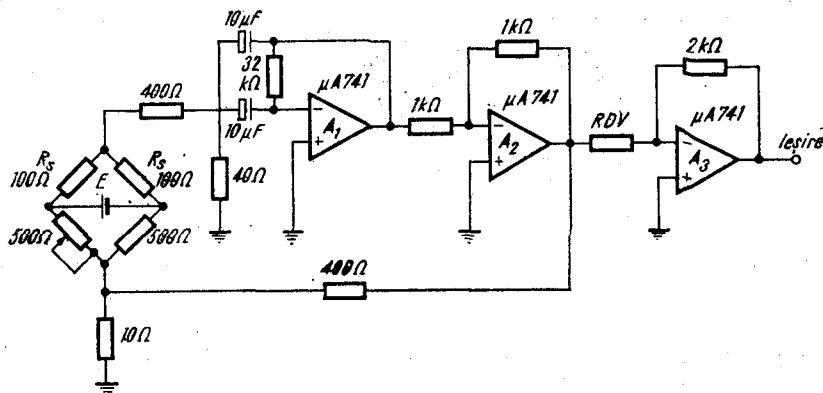 10µF
1kΩ
32
kΩ
2kΩ
400Ω
µA741
µA741
µA741
10µF
−
A₁
+
1kΩ
−
A₂
+
RDV
−
A₃
+
Iesire
Rs
100Ω
Rs
100Ω
E
40Ω
500Ω
500Ω
400Ω
10Ω